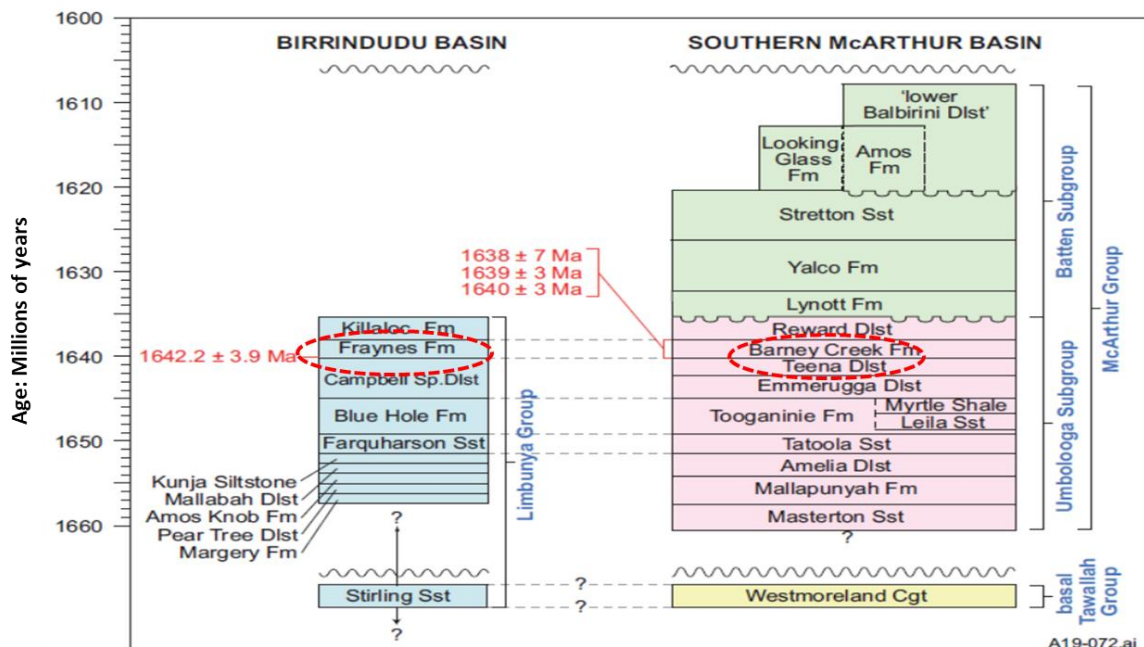 1600
BIRRINDUDU BASIN
SOUTHERN McARTHUR BASIN
1610
1620
1630
1640
1650
1660
Age: Millions of years
1642.2 ± 3.9 Ma
Killaloc Fm
Fraynes Fm
Campbell Sp.Dlst
Blue Hole Fm
Farquharson Sst
Kunja Siltstone
Mallabah Dlst
Amos Knob Fm
Pear Tree Dlst
Margery Fm
?
Stirling Sst
?
Limbunya Group
1638 ± 7 Ma
1639 ± 3 Ma
1640 ± 3 Ma
?
?
'lower
Balbirini Dlst'
Looking
Glass
Fm
Amos
Fm
Stretton Sst
Yalco Fm
Lynott Fm
Reward Dlst
Barney Creek Fm
Teena Dlst
Emmerugga Dlst
Tooganinie Fm
Myrtle Shale
Leila Sst
Tatoola Sst
Amelia Dlst
Mallapunyah Fm
Masterton Sst
?
Westmoreland Cgt
Batten Subgroup
Umbolooga Subgroup
McArthur Group
basal
Tawallah
Group
A19-072.ai